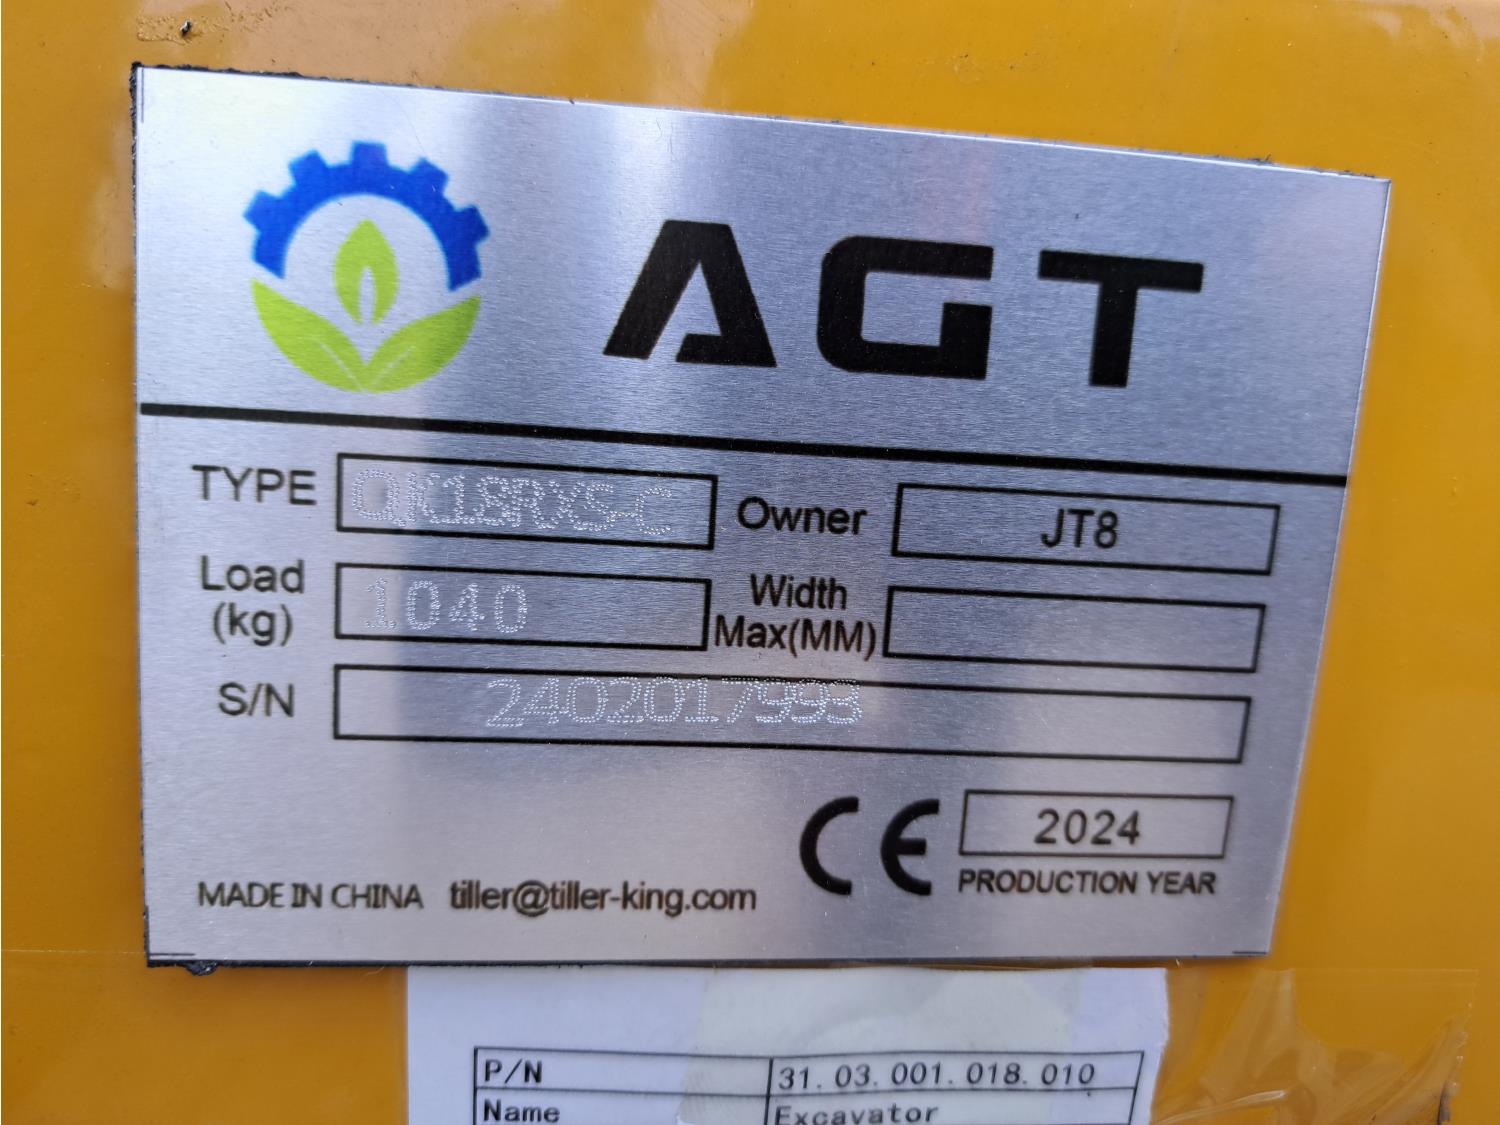 AGT
TYPE QK18RXS-C Owner JT8
Load (kg) 1040 Width Max(MM)
S/N 2402017993
CE 2024
MADE IN CHINA tiller@tiller-king.com PRODUCTION YEAR
P/N 31.03.001.018.010
Name Excavator